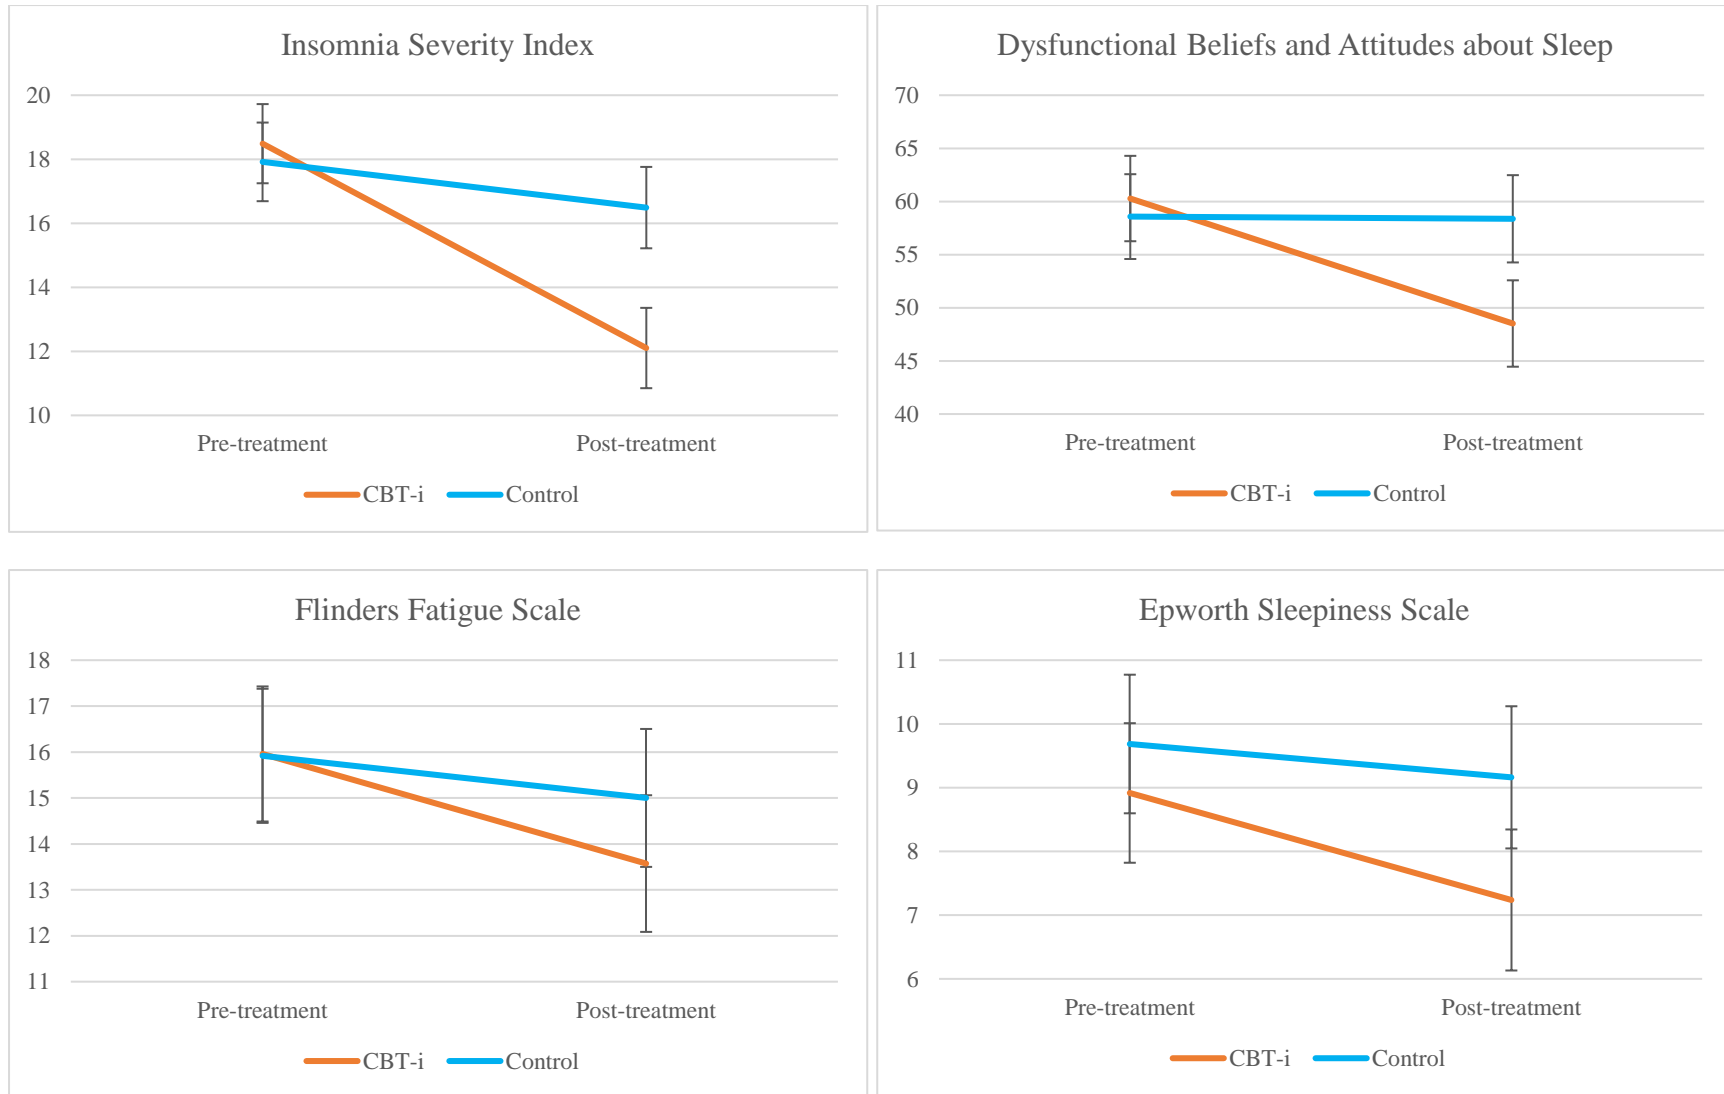 Insomnia Severity Index
20
18
16
14
12
10
Pre-treatment Post-treatment
CBT-i Control
Dysfunctional Beliefs and Attitudes about Sleep
70
65
60
55
50
45
40
Pre-treatment Post-treatment
CBT-i Control
Flinders Fatigue Scale
18
17
16
15
14
13
12
11
Pre-treatment Post-treatment
CBT-i Control
Epworth Sleepiness Scale
11
10
9
8
7
6
Pre-treatment Post-treatment
CBT-i Control